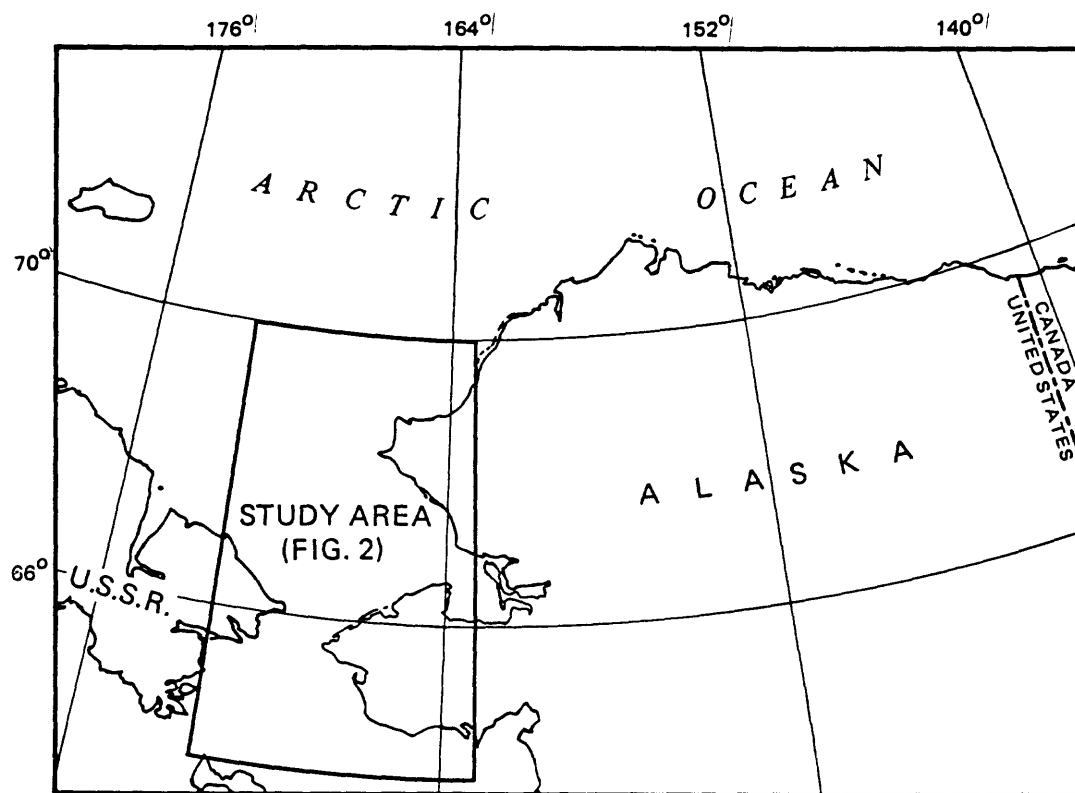 176° 164° 152° 140°
ARCTIC OCEAN
70°
CANADA
UNITED STATES
ALASKA
STUDY AREA
(FIG. 2)
66°
U.S.S.R.